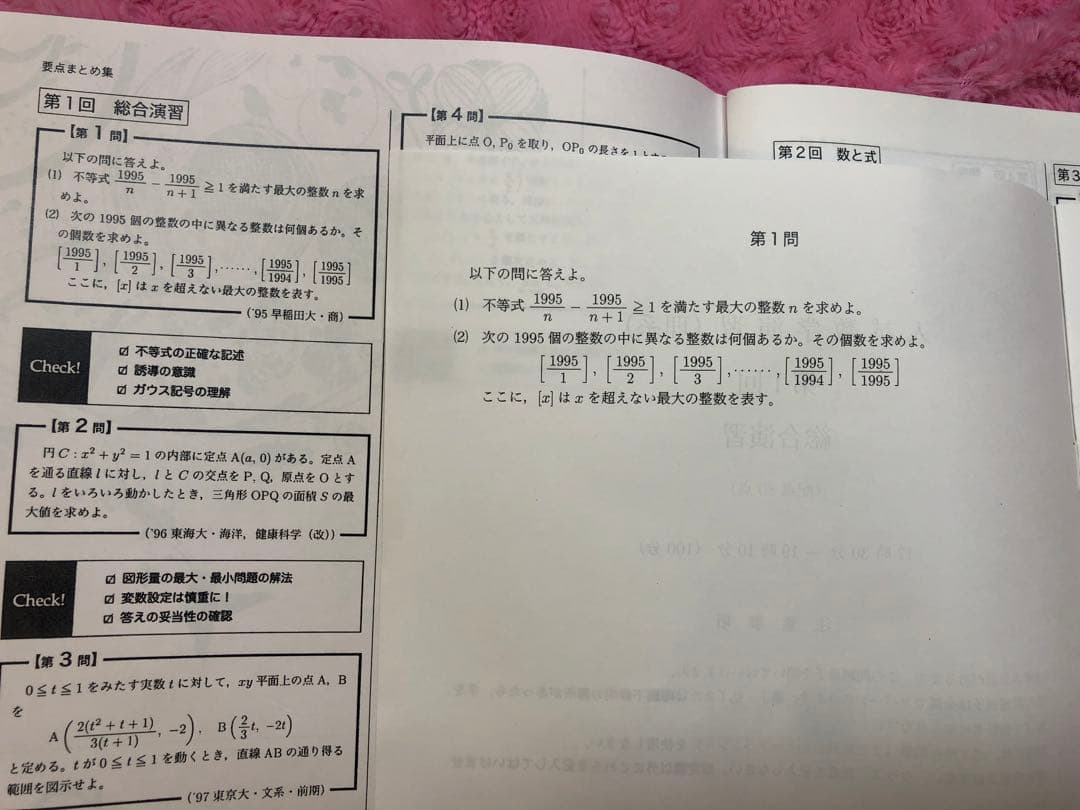 要点まとめ集
第1回 総合演習
【第1問】
以下の問に答えよ。
(1) 不等式 1995/n − 1995/(n+1) ≧ 1 を満たす最大の整数 n を求
めよ。
(2) 次の 1995 個の整数の中に異なる整数は何個あるか。そ
の個数を求めよ。
[1995/1], [1995/2], [1995/3], ‥‥‥, [1995/1994], [1995/1995]
ここに, [x] は x を超えない最大の整数を表す。
('95 早稲田大・商)
Check!
☑ 不等式の正確な記述
☑ 誘導の意識
☑ ガウス記号の理解
【第2問】
円 C : x² + y² = 1 の内部に定点 A(a, 0) がある。定点 A
を通る直線 l に対し, l と C の交点を P, Q, 原点を O とす
る。l をいろいろ動かしたとき, 三角形 OPQ の面積 S の最
大値を求めよ。
('96 東海大・海洋, 健康科学 (改))
Check!
☑ 図形量の最大・最小問題の解法
☑ 変数設定は慎重に!
☑ 答えの妥当性の確認
【第3問】
0 ≦ t ≦ 1 をみたす実数 t に対して, xy 平面上の点 A, B
を
A(2(t² + t + 1)/3(t + 1), −2), B(2/3 t, −2t)
と定める。t が 0 ≦ t ≦ 1 を動くとき, 直線 AB の通り得る
範囲を図示せよ。
('97 東京大・文系・前期)
【第4問】
平面上に点 O, P₀ を取り, OP₀ の長さを1と
第2回 数と式
第3
第1問
以下の問に答えよ。
(1) 不等式 1995/n − 1995/(n+1) ≧ 1 を満たす最大の整数 n を求めよ。
(2) 次の 1995 個の整数の中に異なる整数は何個あるか。その個数を求めよ。
[1995/1], [1995/2], [1995/3], ‥‥‥, [1995/1994], [1995/1995]
ここに, [x] は x を超えない最大の整数を表す。